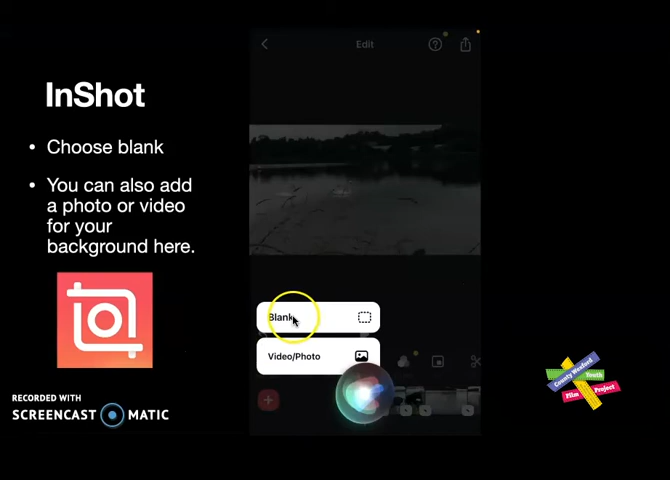 InShot
• Choose blank
• You can also add
a photo or video
for your
background here.
RECORDED WITH
SCREENCAST MATIC
Edit
Blank
Video/Photo
County Wexford
Youth
Film Project